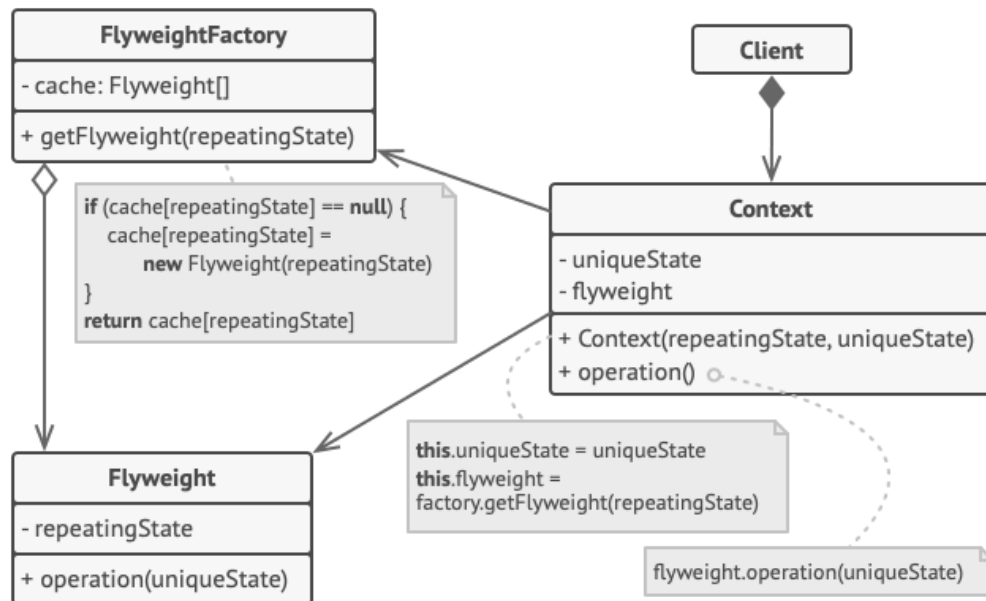 FlyweightFactory
- cache: Flyweight[]
+ getFlyweight(repeatingState)
if (cache[repeatingState] == null) {
cache[repeatingState] =
new Flyweight(repeatingState)
}
return cache[repeatingState]
Client
Context
- uniqueState
- flyweight
+ Context(repeatingState, uniqueState)
+ operation()
this.uniqueState = uniqueState
this.flyweight =
factory.getFlyweight(repeatingState)
flyweight.operation(uniqueState)
Flyweight
- repeatingState
+ operation(uniqueState)